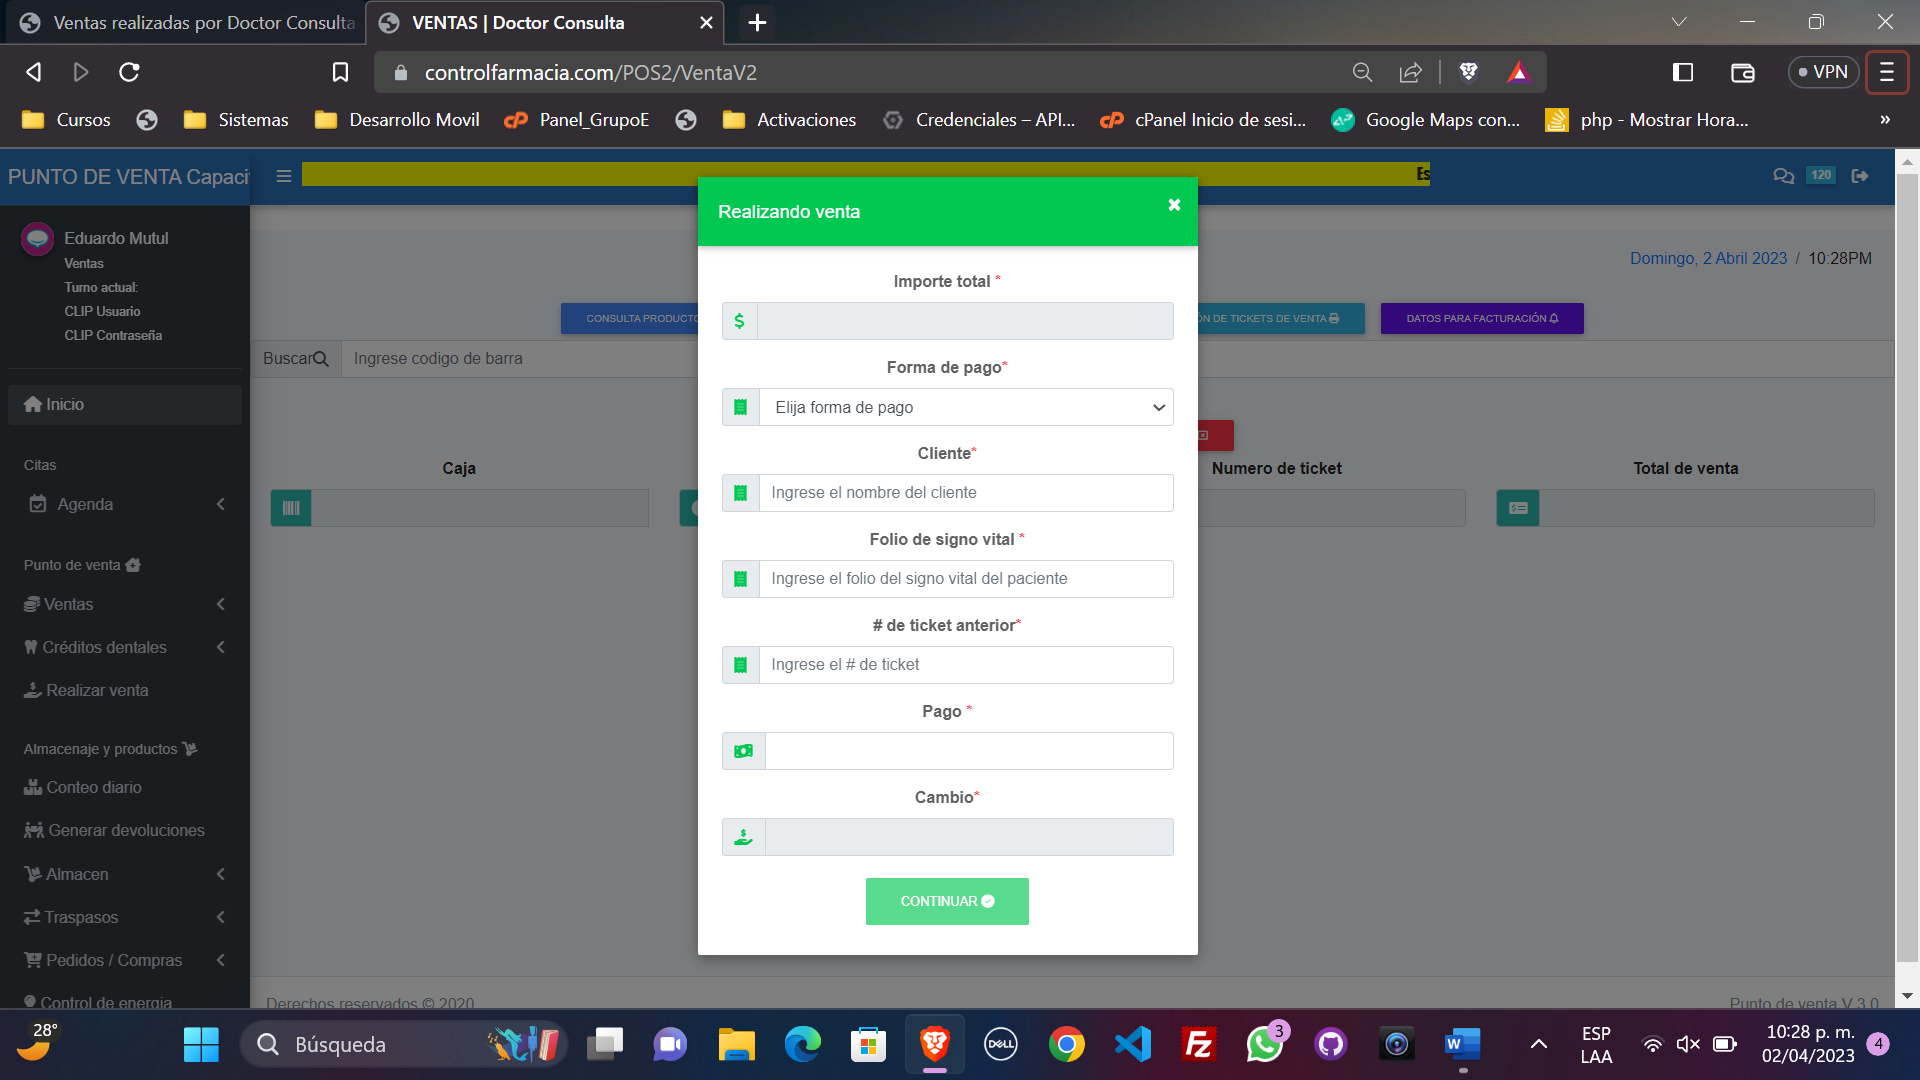 Ventas realizadas por Doctor Consulta
VENTAS | Doctor Consulta
controlfarmacia.com/POS2/VentaV2
VPN
Cursos
Sistemas
Desarrollo Movil
Panel_GrupoE
Activaciones
Credenciales – API...
cPanel Inicio de sesi...
Google Maps con...
php - Mostrar Hora...
»
PUNTO DE VENTA Capaci
Es
120
Eduardo Mutul
Ventas
Turno actual:
CLIP Usuario
CLIP Contraseña
Inicio
Citas
Agenda
Punto de venta
Ventas
Créditos dentales
Realizar venta
Almacenaje y productos
Conteo diario
Generar devoluciones
Almacen
Traspasos
Pedidos / Compras
Control de energia
Domingo, 2 Abril 2023 / 10:28PM
CONSULTA PRODUCTO
ÓN DE TICKETS DE VENTA
DATOS PARA FACTURACIÓN
Buscar
Ingrese codigo de barra
Caja
Numero de ticket
Total de venta
Realizando venta
Importe total *
$
Forma de pago*
Elija forma de pago
Cliente*
Ingrese el nombre del cliente
Folio de signo vital *
Ingrese el folio del signo vital del paciente
# de ticket anterior*
Ingrese el # de ticket
Pago *
Cambio*
CONTINUAR
Derechos reservados © 2020
Punto de venta V 3.0
28°
Búsqueda
DELL
3
ESP
LAA
10:28 p. m.
02/04/2023
4